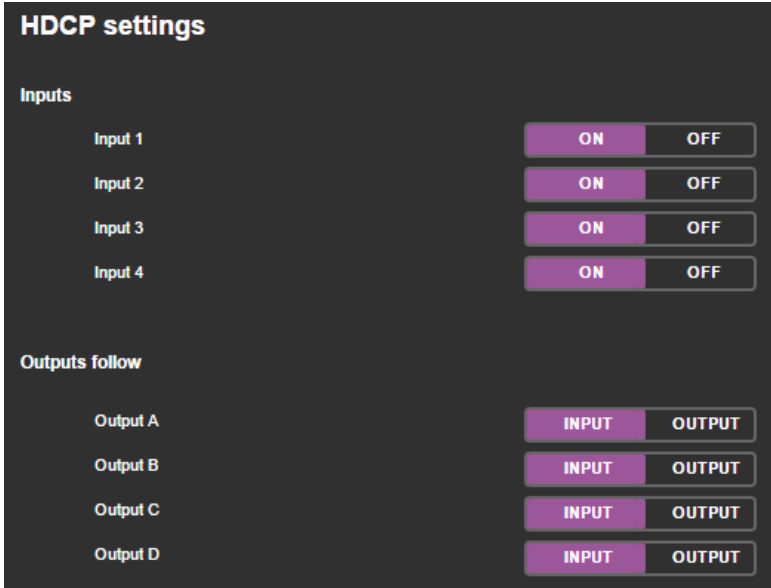 HDCP settings
Inputs
Input 1 ON OFF
Input 2 ON OFF
Input 3 ON OFF
Input 4 ON OFF
Outputs follow
Output A INPUT OUTPUT
Output B INPUT OUTPUT
Output C INPUT OUTPUT
Output D INPUT OUTPUT